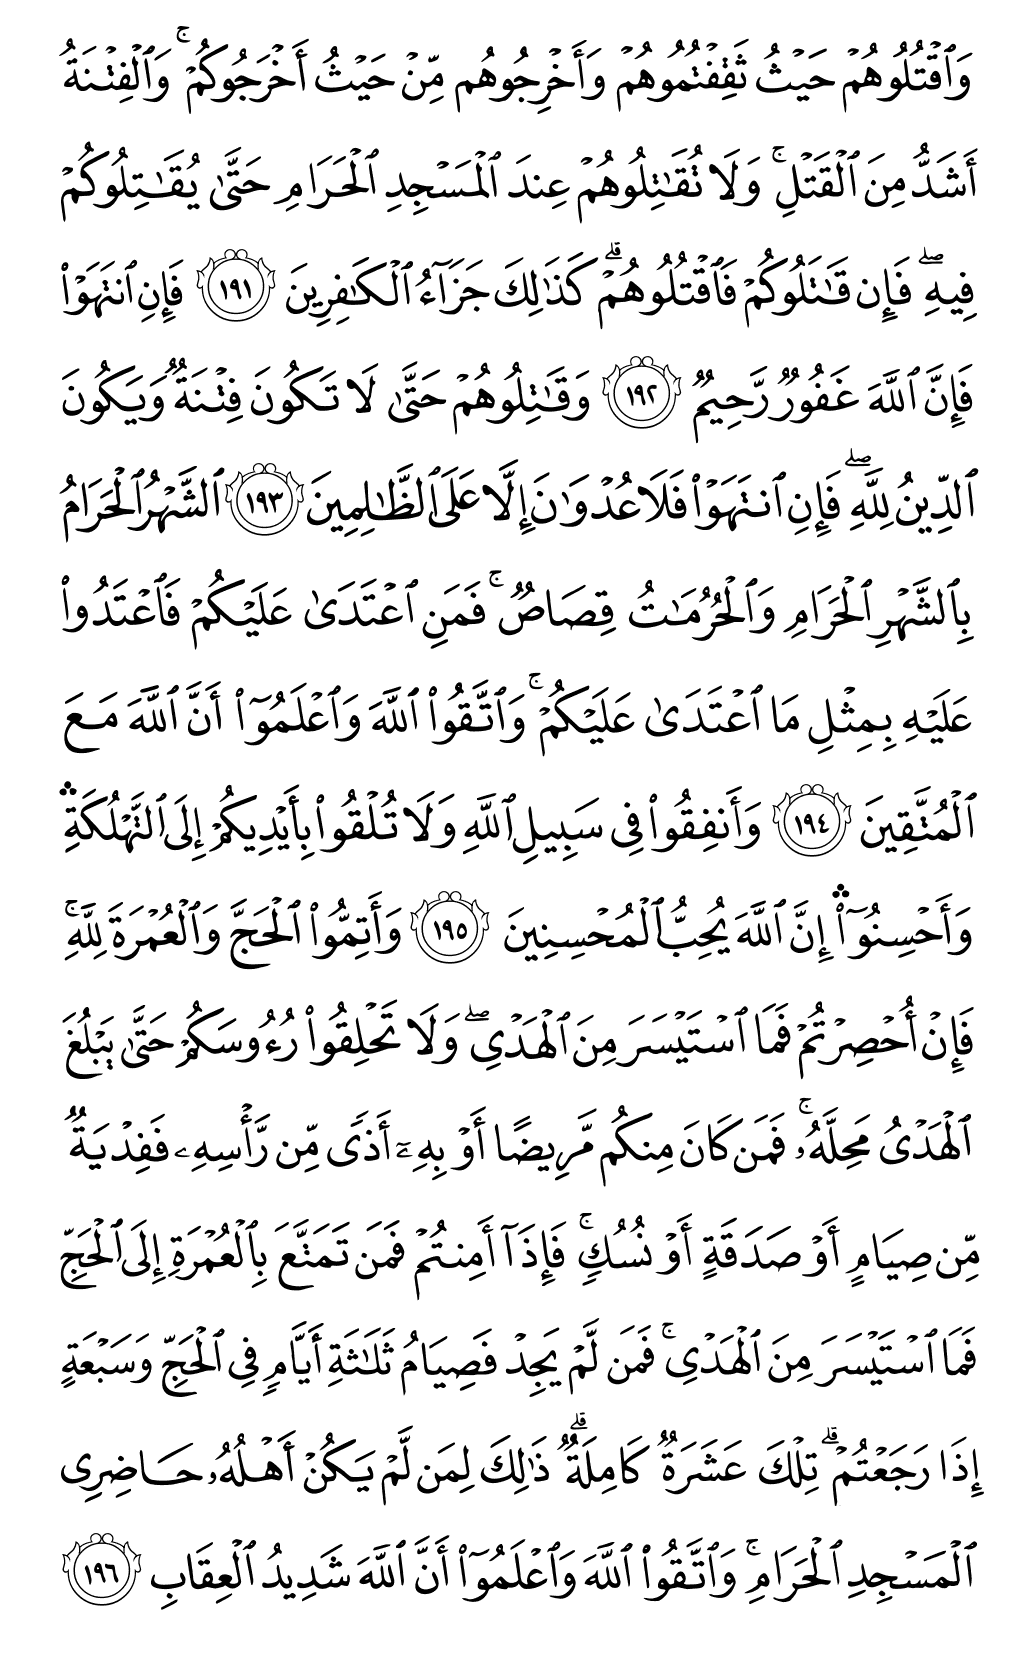 وَٱقۡتُلُوهُمۡ حَيۡثُ ثَقِفۡتُمُوهُمۡ وَأَخۡرِجُوهُم مِّنۡ حَيۡثُ أَخۡرَجُوكُمۡۚ وَٱلۡفِتۡنَةُ
أَشَدُّ مِنَ ٱلۡقَتۡلِۚ وَلَا تُقَٰتِلُوهُمۡ عِندَ ٱلۡمَسۡجِدِ ٱلۡحَرَامِ حَتَّىٰ يُقَٰتِلُوكُمۡ
فِيهِۖ فَإِن قَٰتَلُوكُمۡ فَٱقۡتُلُوهُمۡۗ كَذَٰلِكَ جَزَآءُ ٱلۡكَٰفِرِينَ ١٩١ فَإِنِ ٱنتَهَوۡاْ
فَإِنَّ ٱللَّهَ غَفُورٞ رَّحِيمٞ ١٩٢ وَقَٰتِلُوهُمۡ حَتَّىٰ لَا تَكُونَ فِتۡنَةٞ وَيَكُونَ
ٱلدِّينُ لِلَّهِۖ فَإِنِ ٱنتَهَوۡاْ فَلَا عُدۡوَٰنَ إِلَّا عَلَى ٱلظَّٰلِمِينَ ١٩٣ ٱلشَّهۡرُ ٱلۡحَرَامُ
بِٱلشَّهۡرِ ٱلۡحَرَامِ وَٱلۡحُرُمَٰتُ قِصَاصٞۚ فَمَنِ ٱعۡتَدَىٰ عَلَيۡكُمۡ فَٱعۡتَدُواْ
عَلَيۡهِ بِمِثۡلِ مَا ٱعۡتَدَىٰ عَلَيۡكُمۡۚ وَٱتَّقُواْ ٱللَّهَ وَٱعۡلَمُوٓاْ أَنَّ ٱللَّهَ مَعَ
ٱلۡمُتَّقِينَ ١٩٤ وَأَنفِقُواْ فِي سَبِيلِ ٱللَّهِ وَلَا تُلۡقُواْ بِأَيۡدِيكُمۡ إِلَى ٱلتَّهۡلُكَةِۛ
وَأَحۡسِنُوٓاْۛ إِنَّ ٱللَّهَ يُحِبُّ ٱلۡمُحۡسِنِينَ ١٩٥ وَأَتِمُّواْ ٱلۡحَجَّ وَٱلۡعُمۡرَةَ لِلَّهِۚ
فَإِنۡ أُحۡصِرۡتُمۡ فَمَا ٱسۡتَيۡسَرَ مِنَ ٱلۡهَدۡيِۖ وَلَا تَحۡلِقُواْ رُءُوسَكُمۡ حَتَّىٰ يَبۡلُغَ
ٱلۡهَدۡيُ مَحِلَّهُۥۚ فَمَن كَانَ مِنكُم مَّرِيضًا أَوۡ بِهِۦٓ أَذٗى مِّن رَّأۡسِهِۦ فَفِدۡيَةٞ
مِّن صِيَامٍ أَوۡ صَدَقَةٍ أَوۡ نُسُكٖۚ فَإِذَآ أَمِنتُمۡ فَمَن تَمَتَّعَ بِٱلۡعُمۡرَةِ إِلَى ٱلۡحَجِّ
فَمَا ٱسۡتَيۡسَرَ مِنَ ٱلۡهَدۡيِۚ فَمَن لَّمۡ يَجِدۡ فَصِيَامُ ثَلَٰثَةِ أَيَّامٖ فِي ٱلۡحَجِّ وَسَبۡعَةٍ
إِذَا رَجَعۡتُمۡۗ تِلۡكَ عَشَرَةٞ كَامِلَةٞۗ ذَٰلِكَ لِمَن لَّمۡ يَكُنۡ أَهۡلُهُۥ حَاضِرِي
ٱلۡمَسۡجِدِ ٱلۡحَرَامِۚ وَٱتَّقُواْ ٱللَّهَ وَٱعۡلَمُوٓاْ أَنَّ ٱللَّهَ شَدِيدُ ٱلۡعِقَابِ ١٩٦